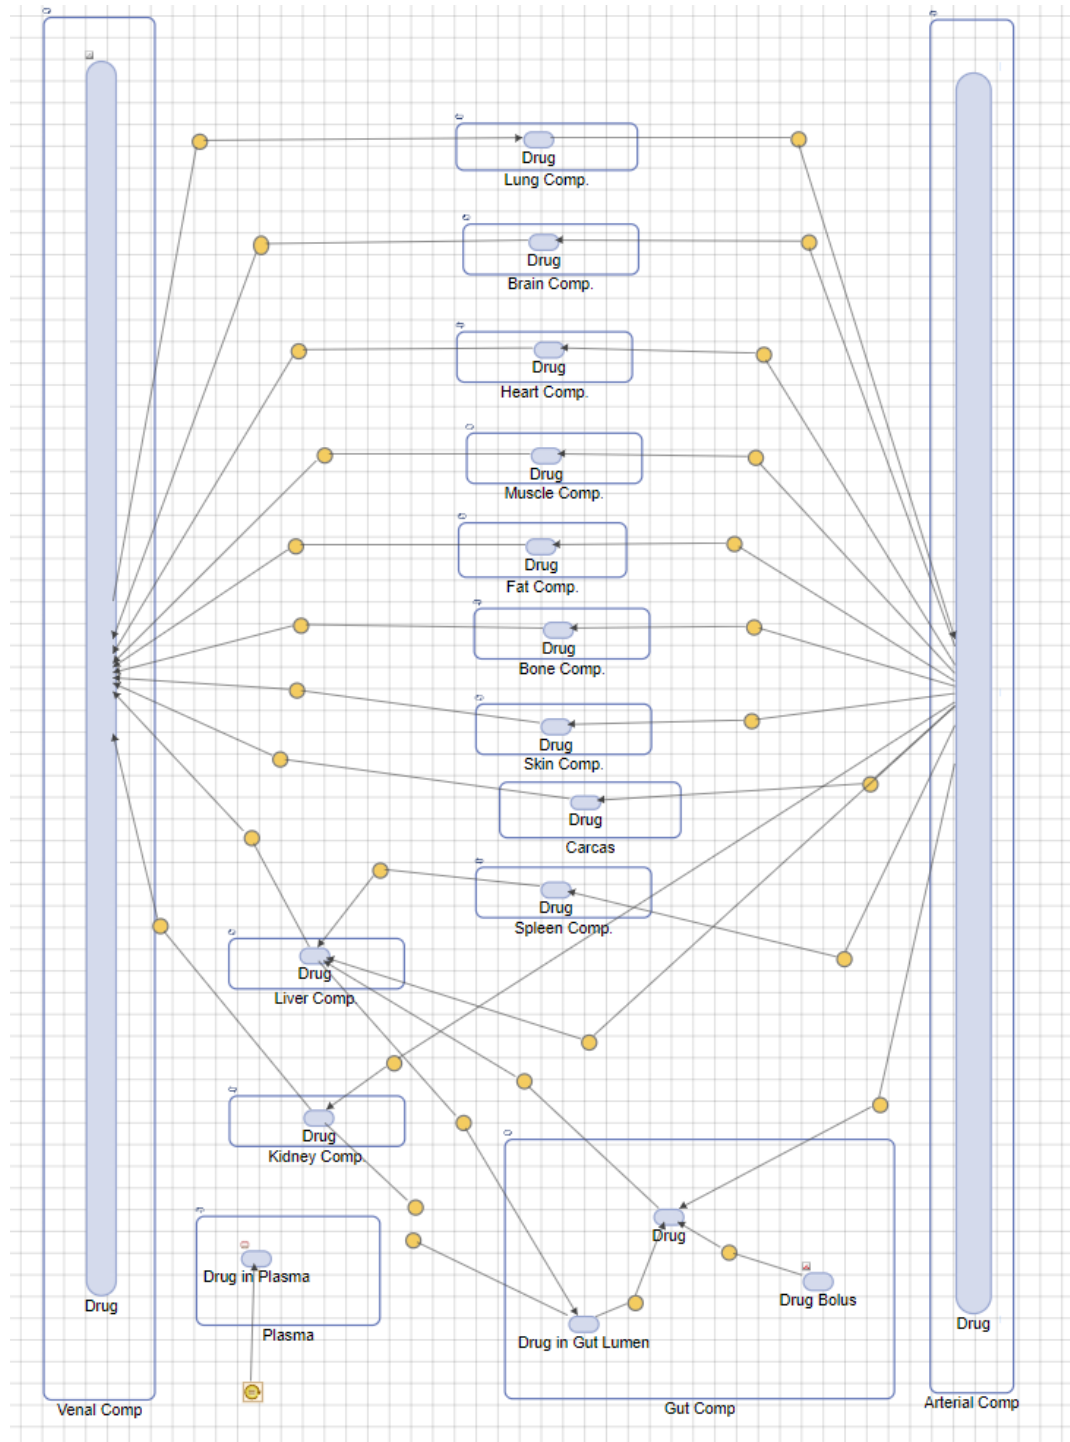 Drug
Lung Comp.
Drug
Brain Comp.
Drug
Heart Comp.
Drug
Muscle Comp.
Drug
Fat Comp.
Drug
Bone Comp.
Drug
Skin Comp.
Drug
Carcas
Drug
Spleen Comp.
Drug
Liver Comp.
Drug
Kidney Comp.
Drug
Drug in Plasma
Drug Bolus
Drug
Drug
Plasma
Drug in Gut Lumen
Venal Comp
Gut Comp
Arterial Comp